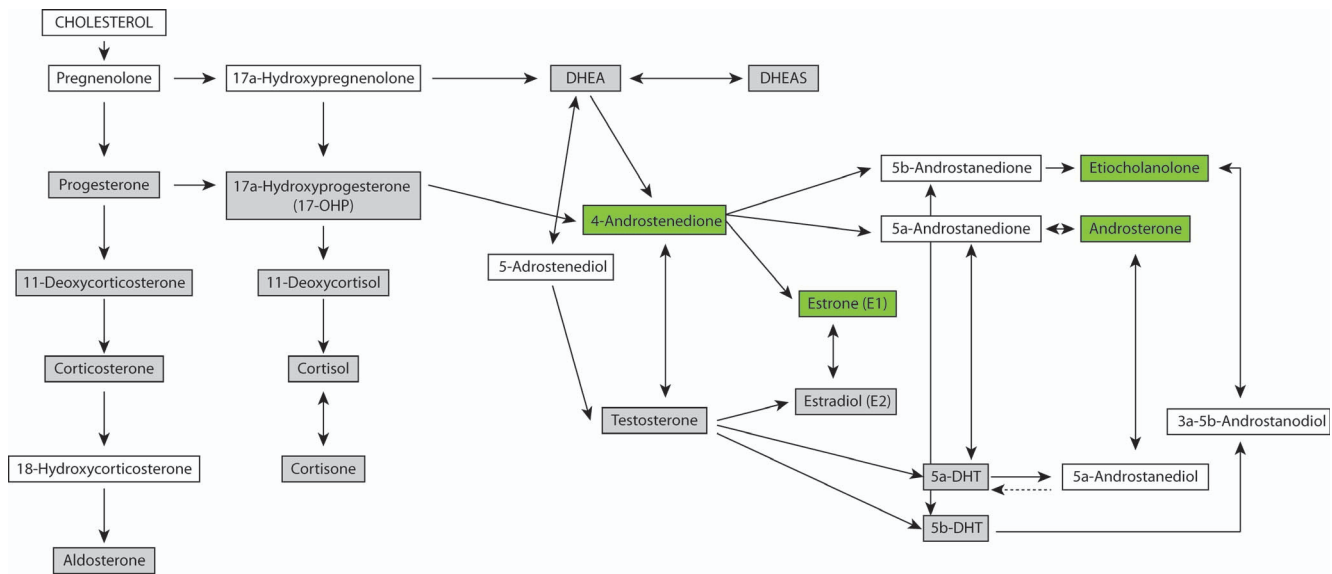 CHOLESTEROL
Pregnenolone
17a-Hydroxypregnenolone
DHEA
DHEAS
Progesterone
17a-Hydroxyprogesterone
(17-OHP)
4-Androstenedione
5b-Androstanedione
Etiocholanolone
5a-Androstanedione
Androsterone
5-Adrostenediol
11-Deoxycorticosterone
11-Deoxycortisol
Estrone (E1)
Corticosterone
Cortisol
Estradiol (E2)
Testosterone
3a-5b-Androstanodiol
18-Hydroxycorticosterone
Cortisone
5a-DHT
5a-Androstanediol
5b-DHT
Aldosterone